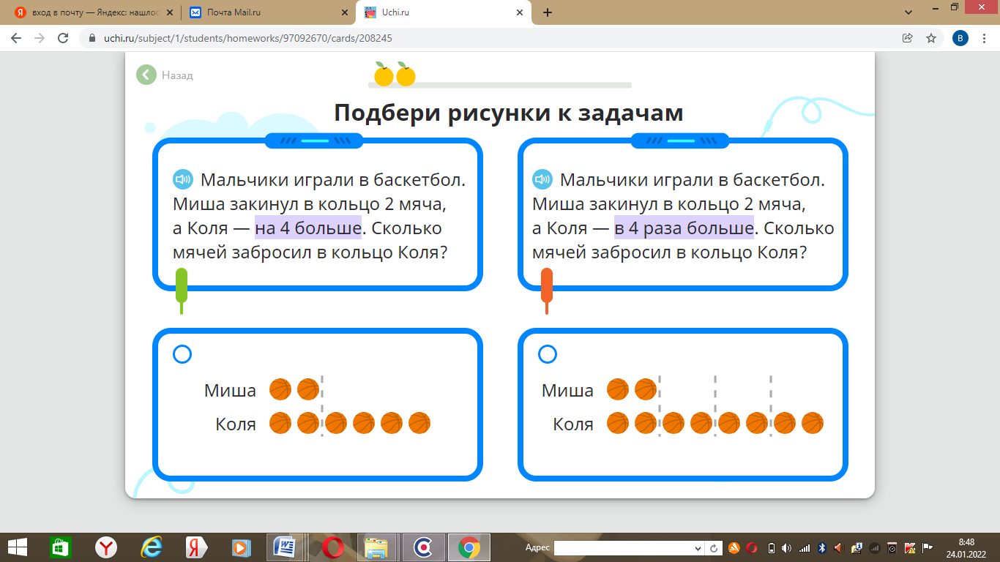 вход в почту — Яндекс: нашлос
Почта Mail.ru
Uchi.ru
uchi.ru/subject/1/students/homeworks/97092670/cards/208245
В
Назад
Подбери рисунки к задачам
Мальчики играли в баскетбол.
Миша закинул в кольцо 2 мяча,
а Коля — на 4 больше. Сколько
мячей забросил в кольцо Коля?
Мальчики играли в баскетбол.
Миша закинул в кольцо 2 мяча,
а Коля — в 4 раза больше. Сколько
мячей забросил в кольцо Коля?
Миша
Коля
Миша
Коля
Адрес
8:48
24.01.2022